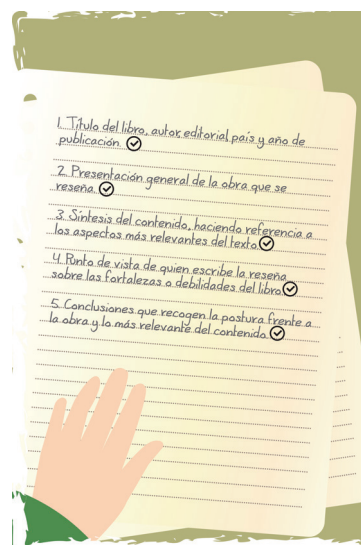 1. Título del libro, autor, editorial, país y año de
publicación.
2. Presentación general de la obra que se
reseña.
3. Síntesis del contenido, haciendo referencia a
los aspectos más relevantes del texto.
4. Punto de vista de quien escribe la reseña
sobre las fortalezas o debilidades del libro.
5. Conclusiones que recogen la postura frente a
la obra y lo más relevante del contenido.